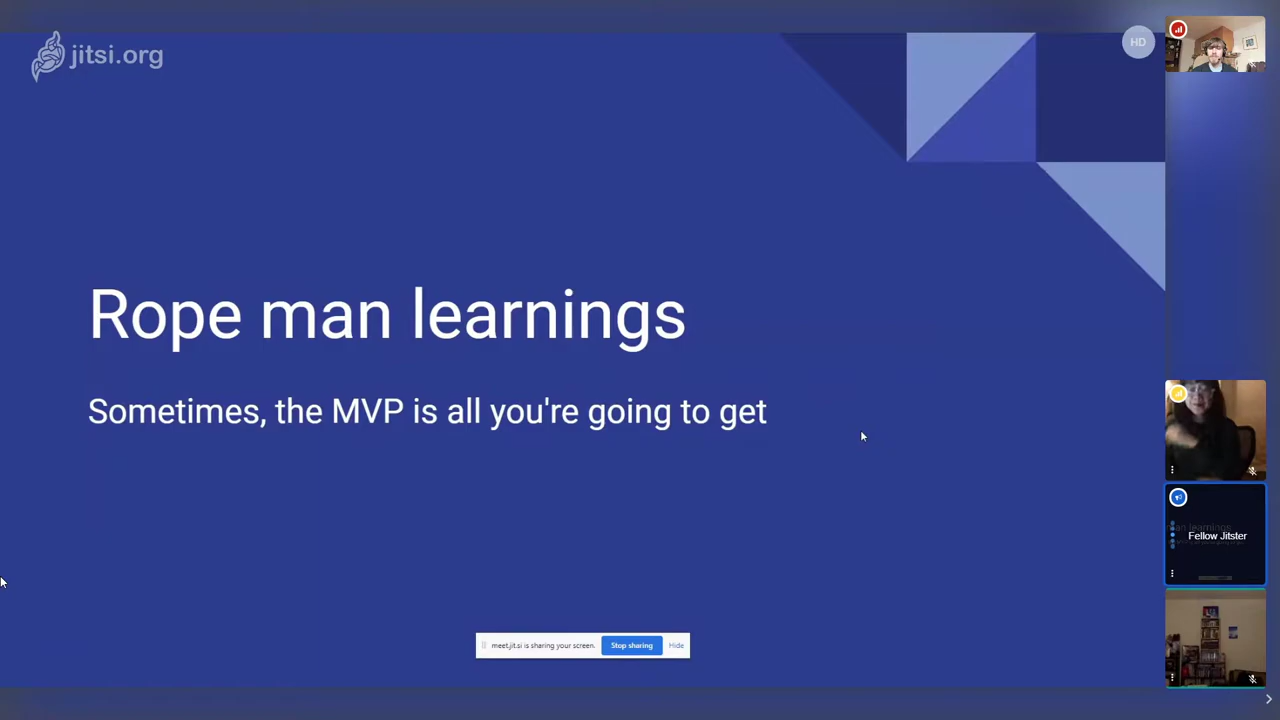 jitsi.org
HD
Rope man learnings
Sometimes, the MVP is all you're going to get
Fellow Jitster
meet.jit.si is sharing your screen.
Stop sharing
Hide